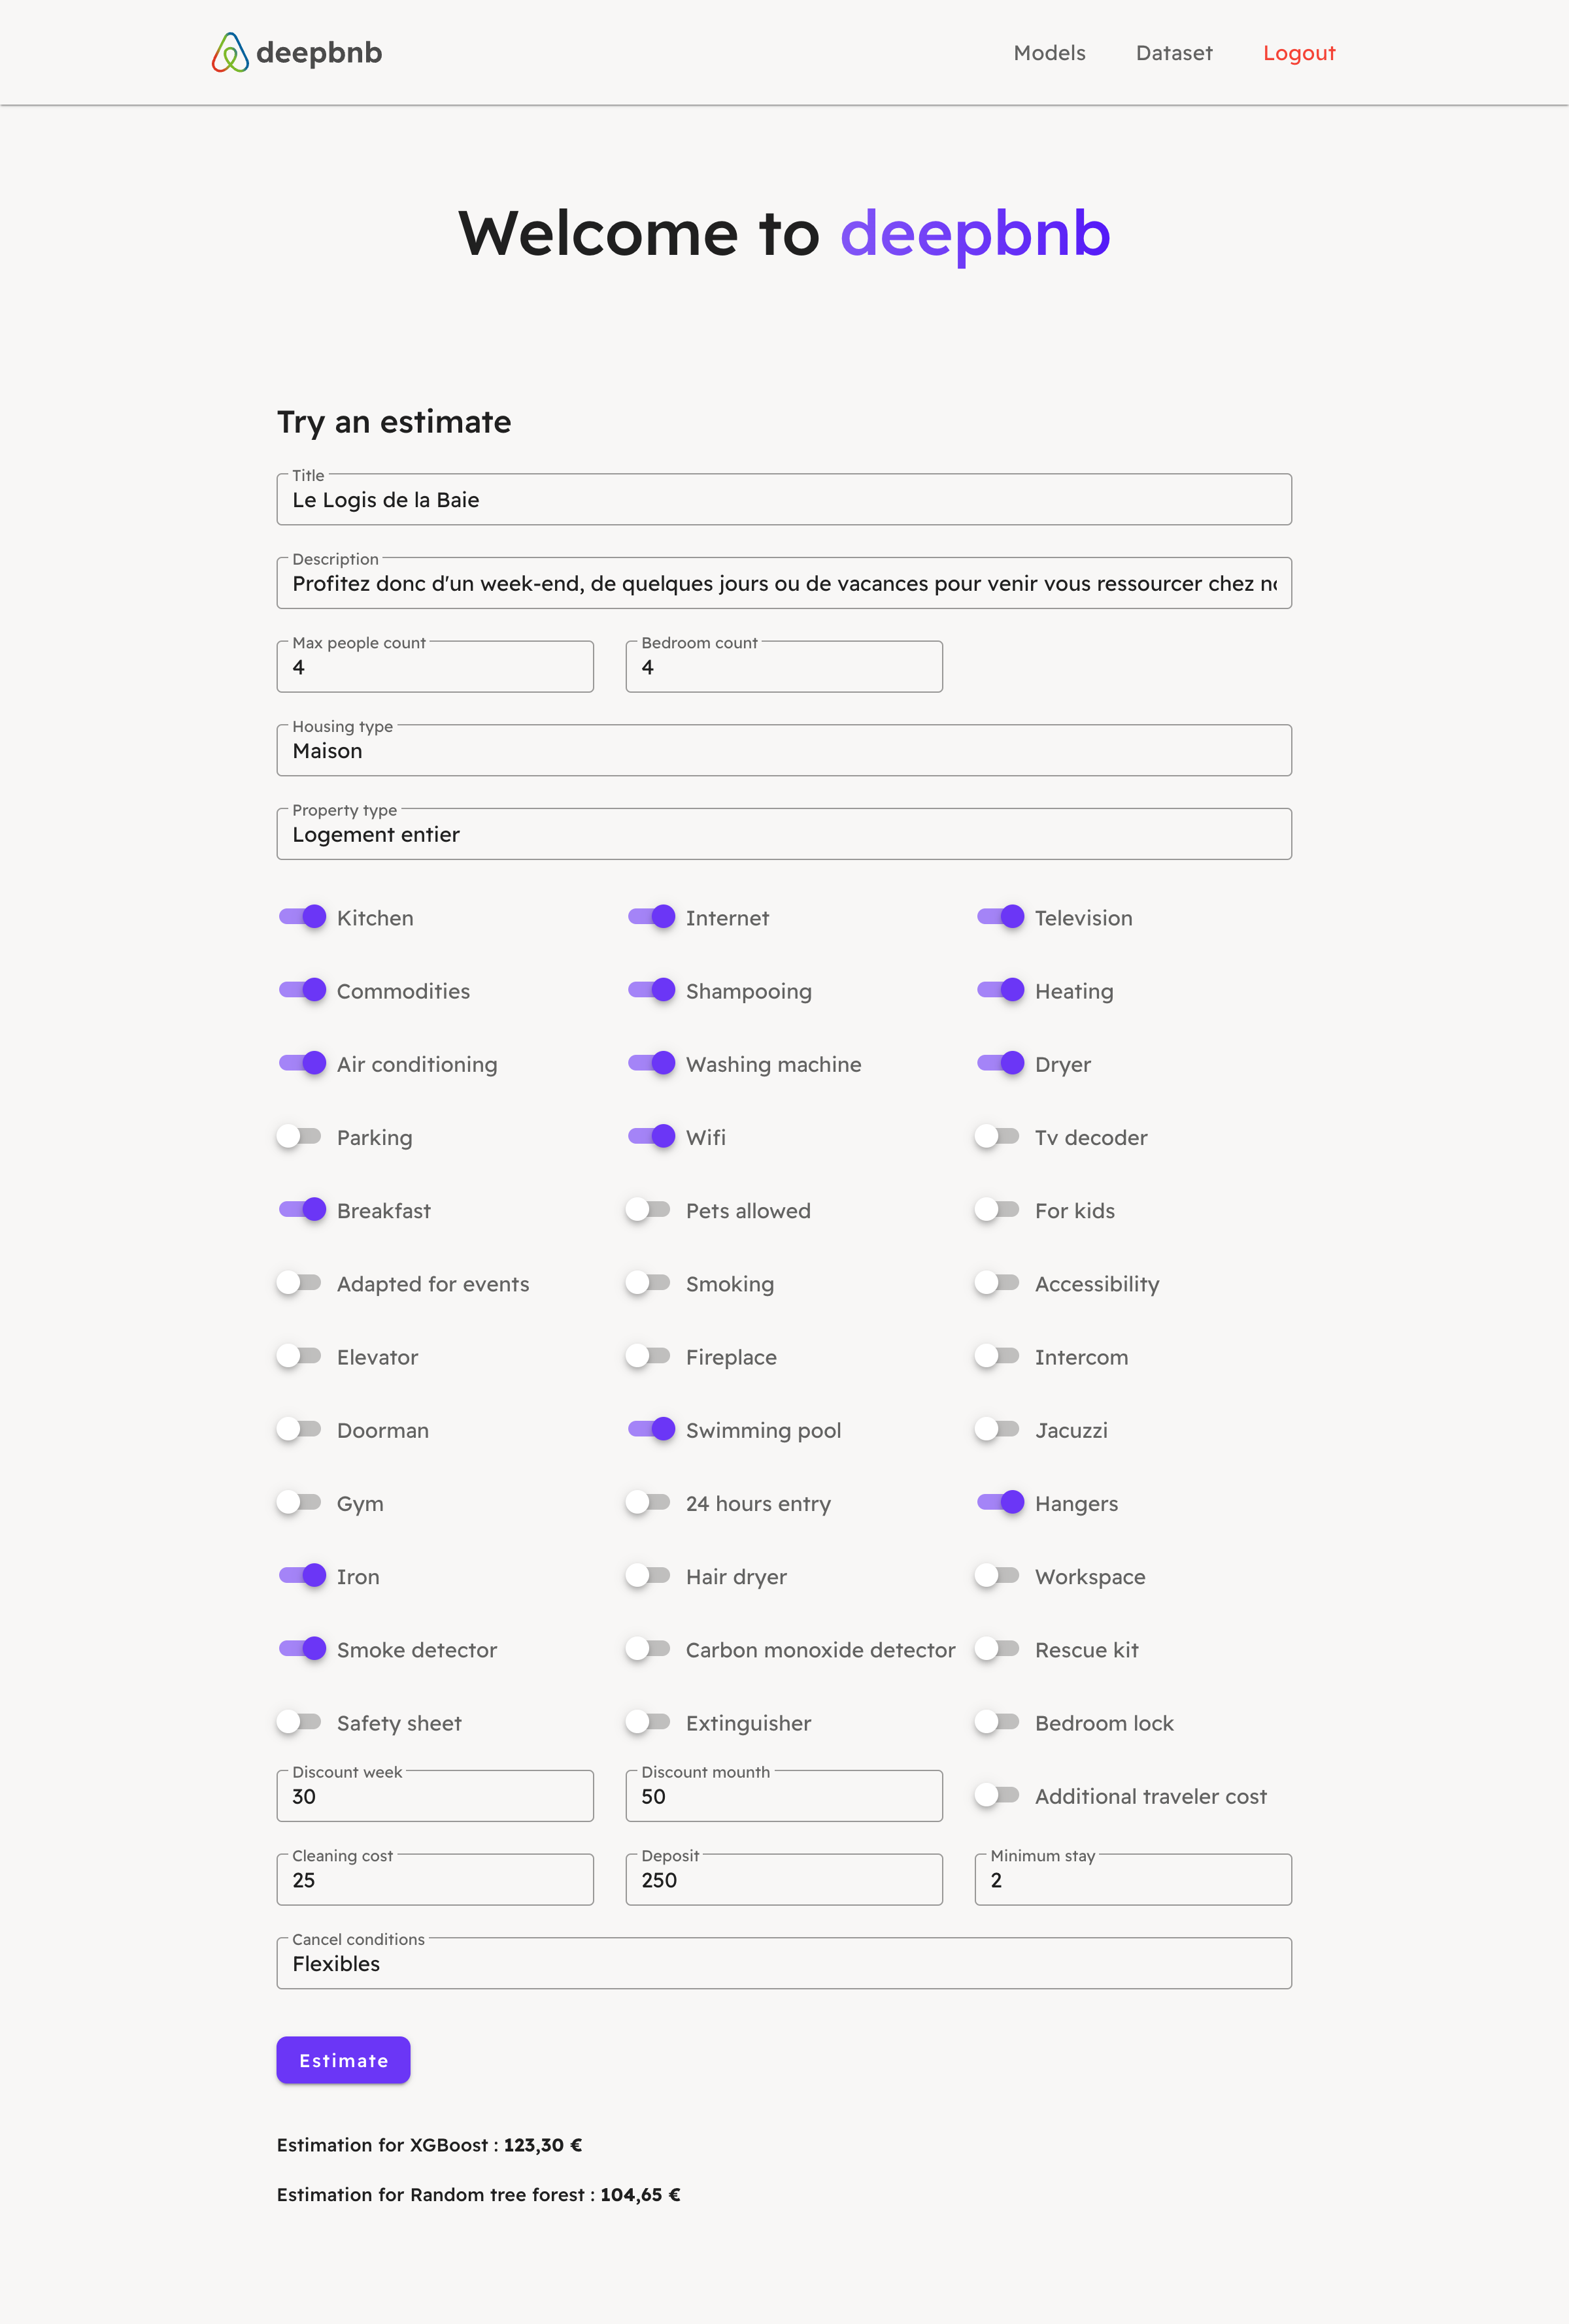 deepbnb
Models Dataset Logout
Welcome to deepbnb
Try an estimate
Title
Le Logis de la Baie
Description
Profitez donc d'un week-end, de quelques jours ou de vacances pour venir vous ressourcer chez
Max people count Bedroom count
4 4
Housing type
Maison
Property type
Logement entier
Kitchen Internet Television
Commodities Shampooing Heating
Air conditioning Washing machine Dryer
Parking Wifi Tv decoder
Breakfast Pets allowed For kids
Adapted for events Smoking Accessibility
Elevator Fireplace Intercom
Doorman Swimming pool Jacuzzi
Gym 24 hours entry Hangers
Iron Hair dryer Workspace
Smoke detector Carbon monoxide detector Rescue kit
Safety sheet Extinguisher Bedroom lock
Discount week Discount mounth
30 50 Additional traveler cost
Cleaning cost Deposit Minimum stay
25 250 2
Cancel conditions
Flexibles
Estimate
Estimation for XGBoost : 123,30 €
Estimation for Random tree forest : 104,65 €